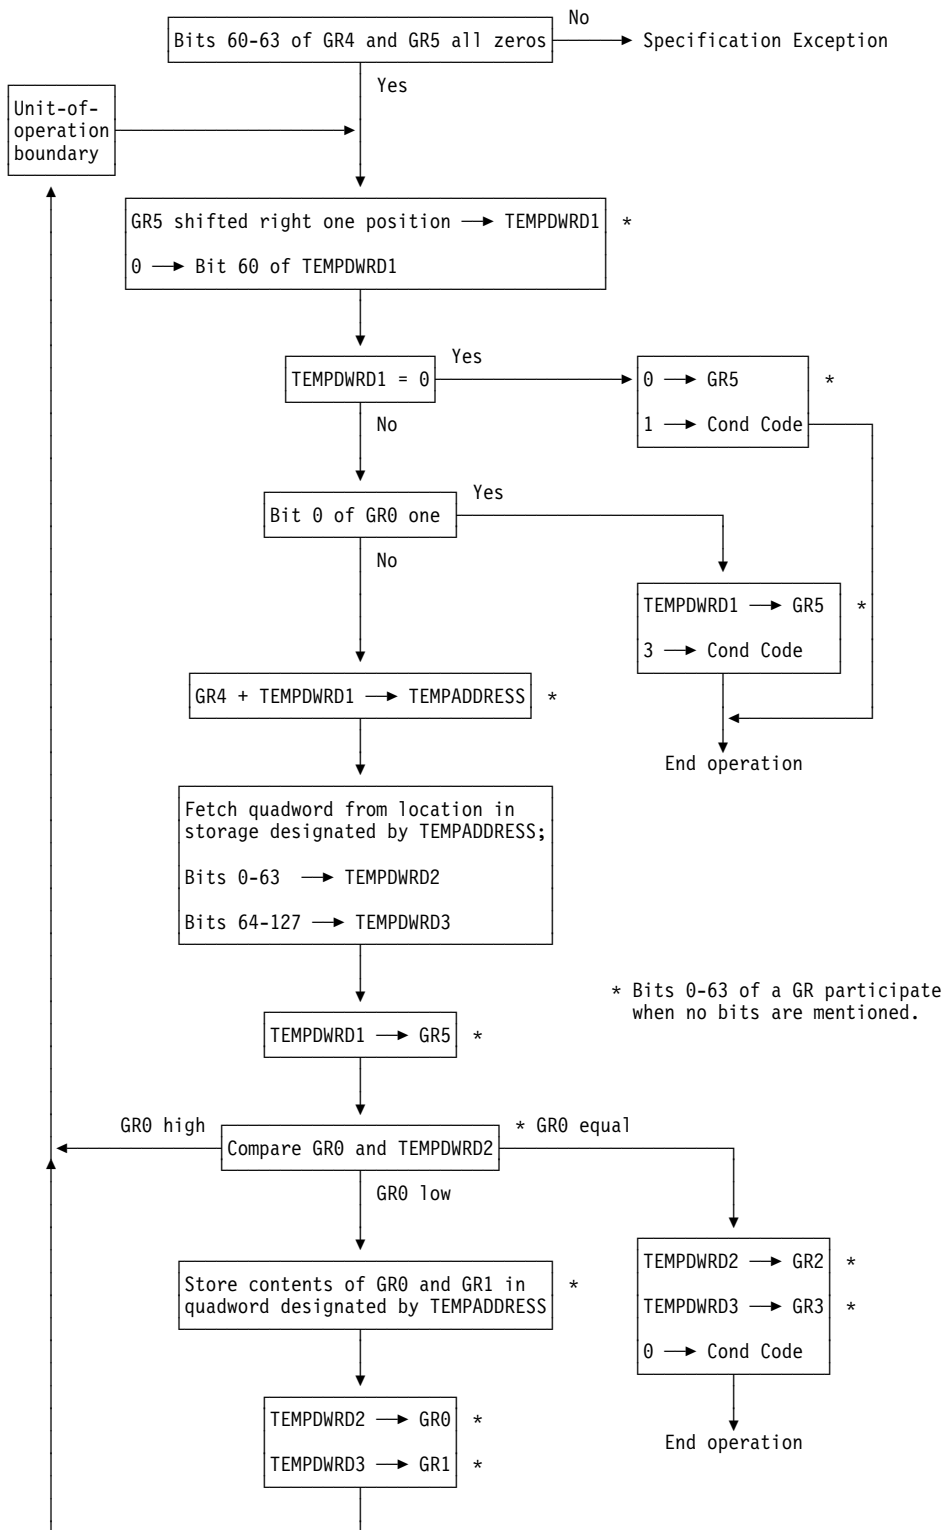 No
Bits 60-63 of GR4 and GR5 all zeros → Specification Exception
Yes
Unit-of-
operation
boundary
GR5 shifted right one position → TEMPDWRD1 *
0 → Bit 60 of TEMPDWRD1
Yes
TEMPDWRD1 = 0
0 → GR5 *
1 → Cond Code
No
Yes
Bit 0 of GR0 one
No
TEMPDWRD1 → GR5 *
3 → Cond Code
GR4 + TEMPDWRD1 → TEMPADDRESS *
End operation
Fetch quadword from location in
storage designated by TEMPADDRESS;
Bits 0-63 → TEMPDWRD2
Bits 64-127 → TEMPDWRD3
* Bits 0-63 of a GR participate
when no bits are mentioned.
TEMPDWRD1 → GR5 *
GR0 high
* GR0 equal
Compare GR0 and TEMPDWRD2
GR0 low
TEMPDWRD2 → GR2 *
TEMPDWRD3 → GR3 *
0 → Cond Code
Store contents of GR0 and GR1 in *
quadword designated by TEMPADDRESS
End operation
TEMPDWRD2 → GR0 *
TEMPDWRD3 → GR1 *